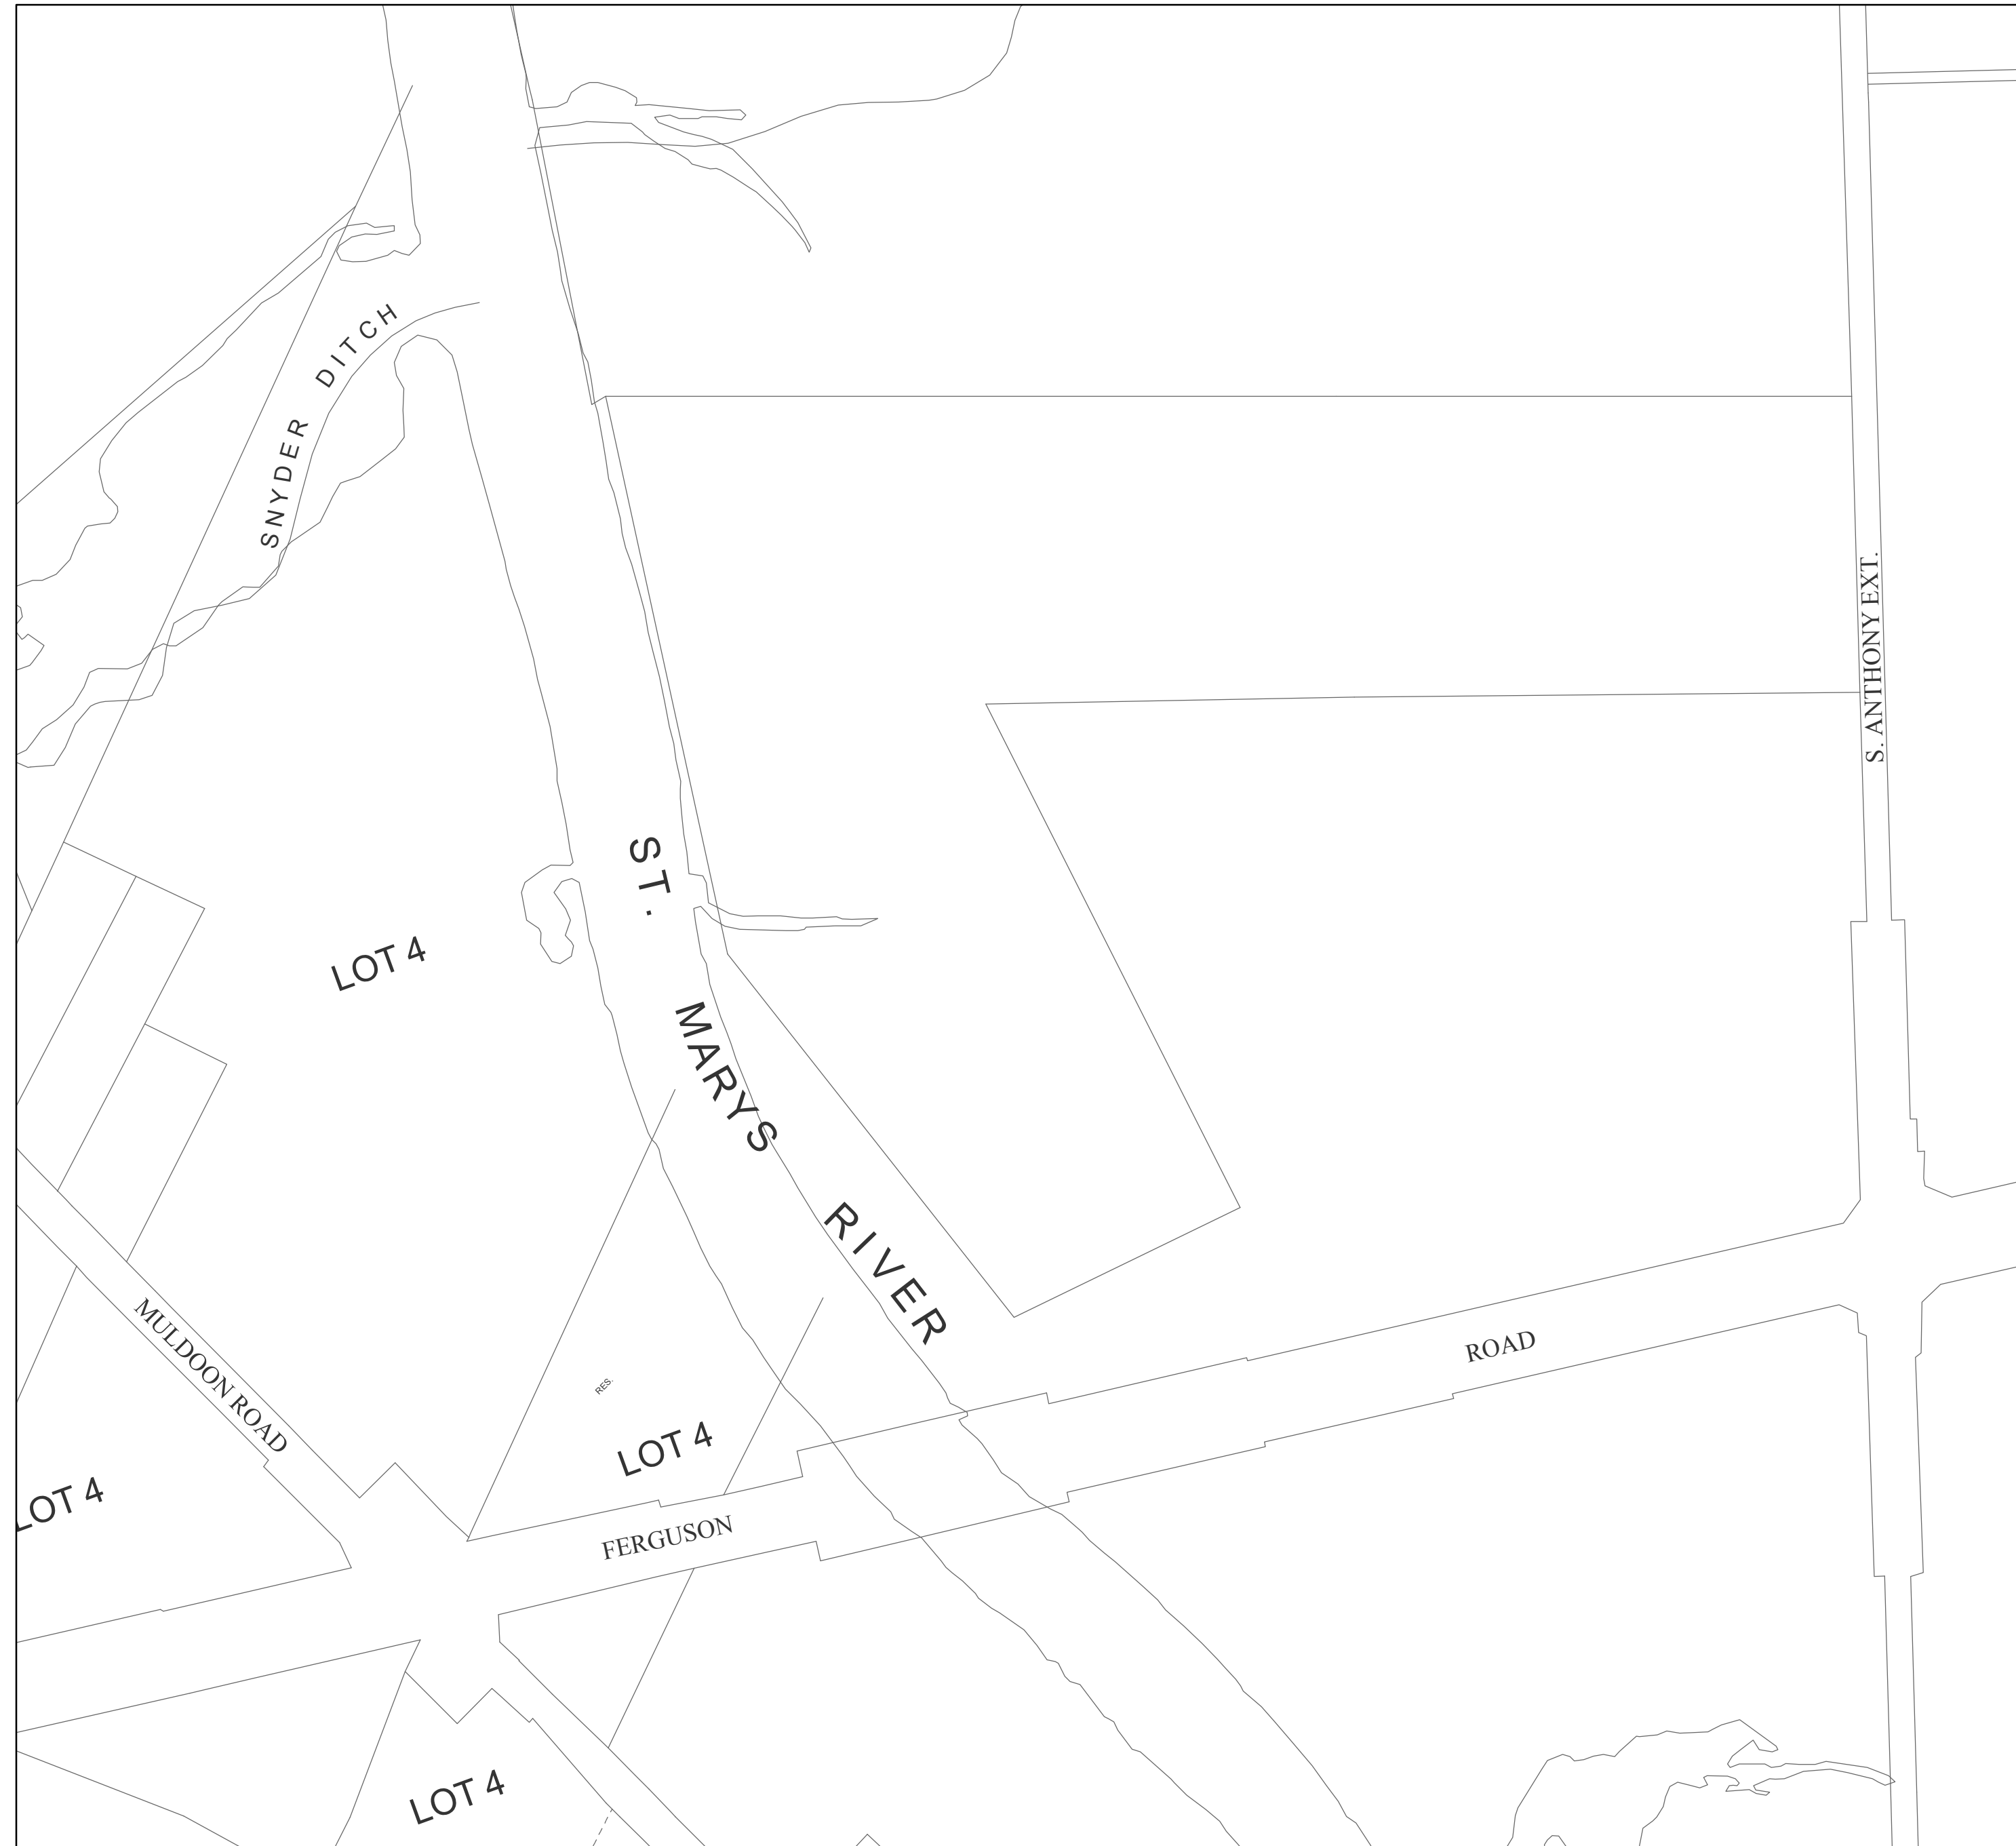 SNYDER DITCH
S. ANTHONY EXT.
ST. MARYS RIVER
LOT 4
MULDOON ROAD
RES.
LOT 4
LOT 4
FERGUSON ROAD
LOT 4